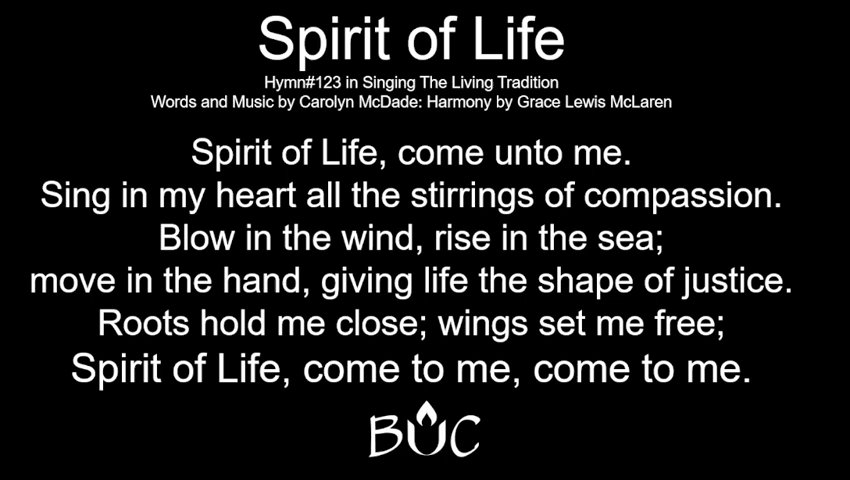 Spirit of Life
Hymn#123 in Singing The Living Tradition
Words and Music by Carolyn McDade: Harmony by Grace Lewis McLaren
Spirit of Life, come unto me.
Sing in my heart all the stirrings of compassion.
Blow in the wind, rise in the sea;
move in the hand, giving life the shape of justice.
Roots hold me close; wings set me free;
Spirit of Life, come to me, come to me.
BUC